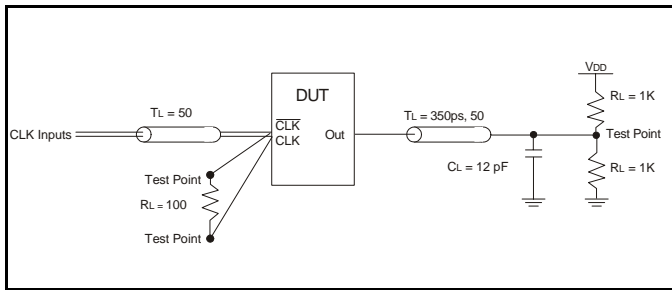 VDD
DUT
RL = 1K
TL = 50
TL = 350ps, 50
CLK
CLK Inputs
CLK
Out
Test Point
CL = 12 pF
RL = 1K
Test Point
RL = 100
Test Point